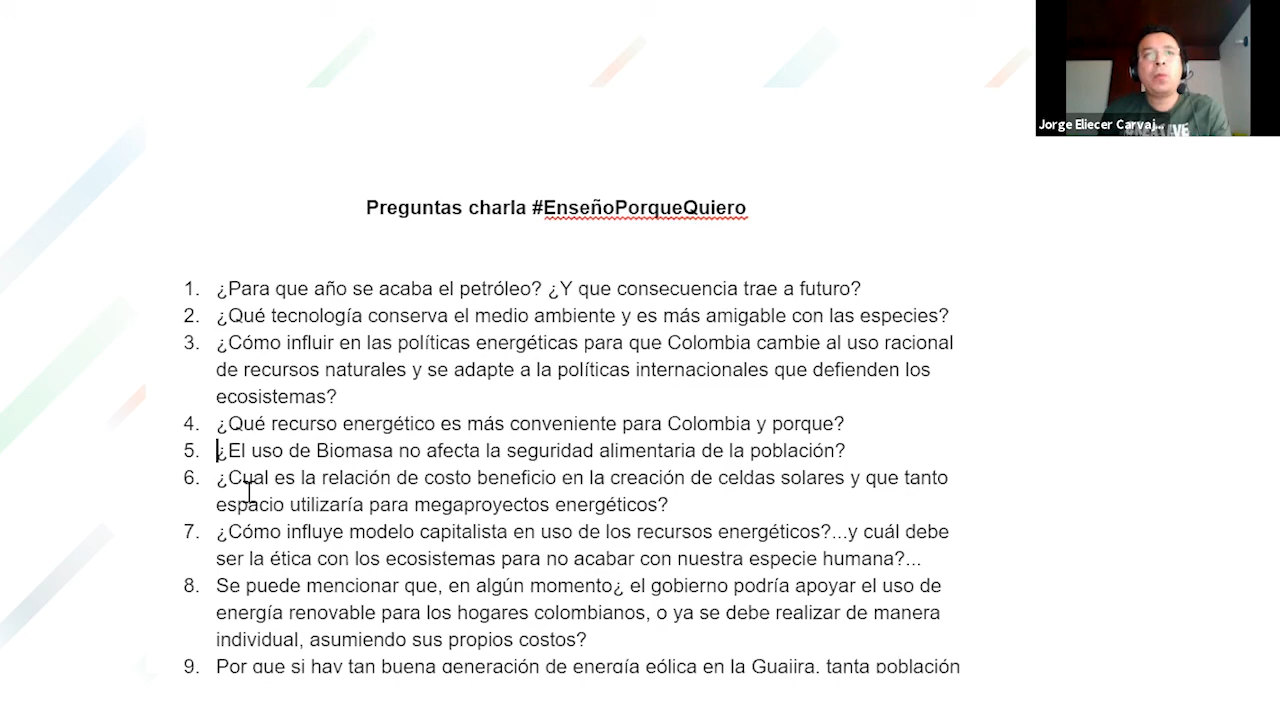 Jorge Eliecer Carvaj...
Preguntas charla #EnseñoPorqueQuiero
1. ¿Para que año se acaba el petróleo? ¿Y que consecuencia trae a futuro?
2. ¿Qué tecnología conserva el medio ambiente y es más amigable con las especies?
3. ¿Cómo influir en las políticas energéticas para que Colombia cambie al uso racional
de recursos naturales y se adapte a la políticas internacionales que defienden los
ecosistemas?
4. ¿Qué recurso energético es más conveniente para Colombia y porque?
5. ¿El uso de Biomasa no afecta la seguridad alimentaria de la población?
6. ¿Cual es la relación de costo beneficio en la creación de celdas solares y que tanto
espacio utilizaría para megaproyectos energéticos?
7. ¿Cómo influye modelo capitalista en uso de los recursos energéticos?...y cuál debe
ser la ética con los ecosistemas para no acabar con nuestra especie humana?...
8. Se puede mencionar que, en algún momento¿ el gobierno podría apoyar el uso de
energía renovable para los hogares colombianos, o ya se debe realizar de manera
individual, asumiendo sus propios costos?
9. Por que si hay tan buena generación de energía eólica en la Guajira, tanta población